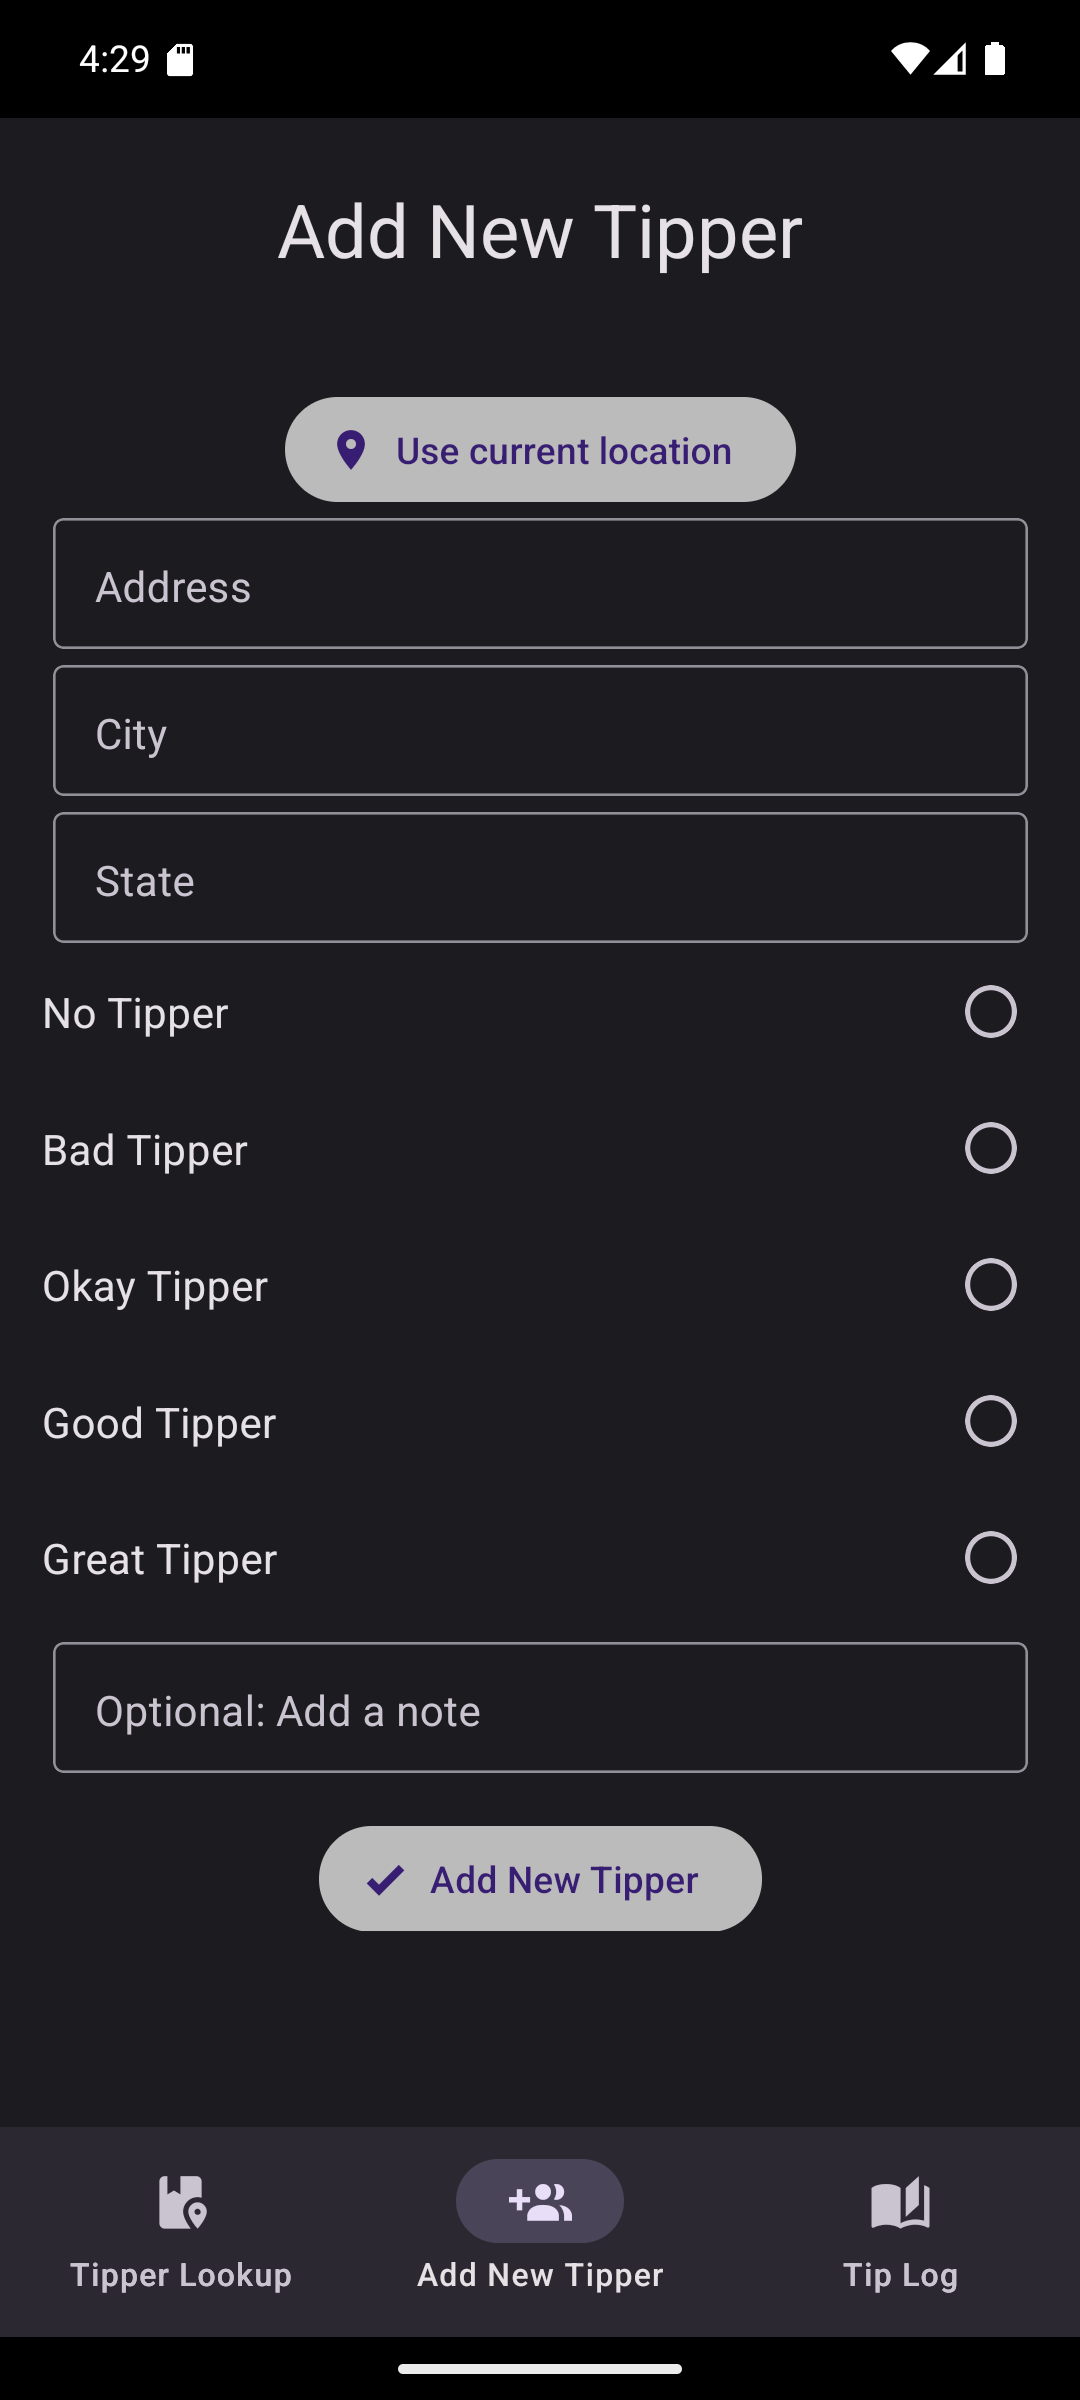 4:29
Add New Tipper
Use current location
Address
City
State
No Tipper
Bad Tipper
Okay Tipper
Good Tipper
Great Tipper
Optional: Add a note
Add New Tipper
Tipper Lookup
Add New Tipper
Tip Log